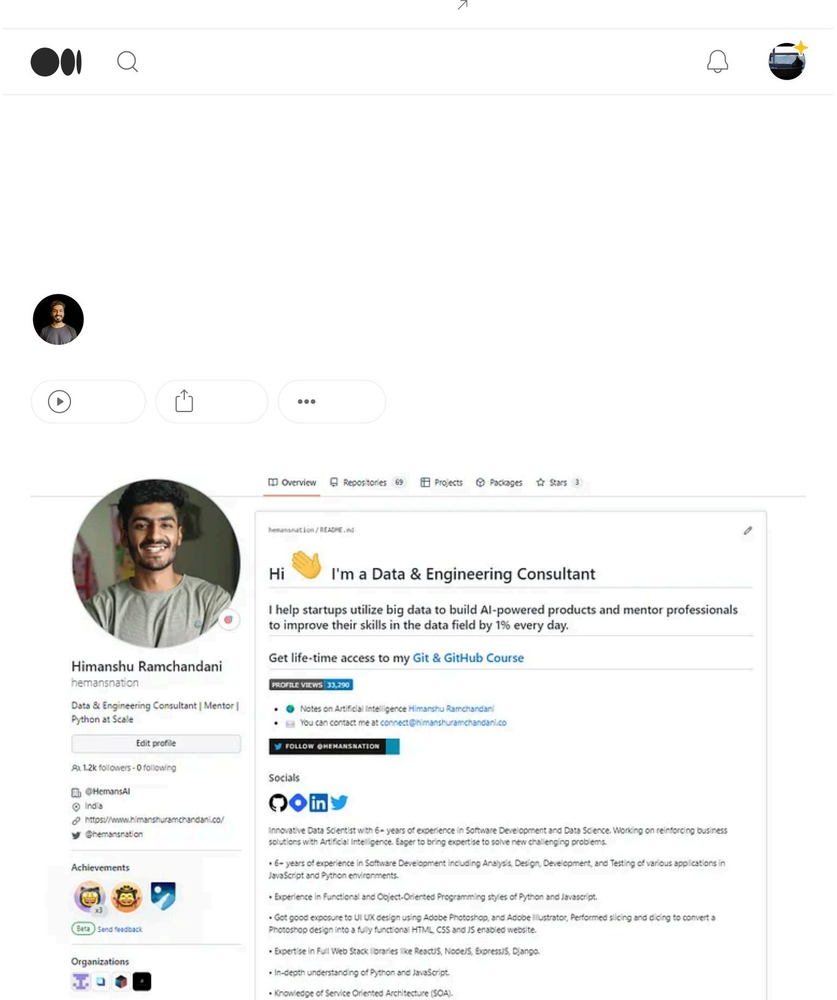 Overview Repositories 69 Projects Packages Stars 3
hemansnation / README.md
Hi 👋 I'm a Data & Engineering Consultant
I help startups utilize big data to build AI-powered products and mentor professionals
to improve their skills in the data field by 1% every day.
Get life-time access to my Git & GitHub Course
PROFILE VIEWS 33,290
• Notes on Artificial Intelligence Himanshu Ramchandani
• You can contact me at connect@himanshuramchandani.co
FOLLOW @HEMANSNATION
Socials
in
Innovative Data Scientist with 6+ years of experience in Software Development and Data Science. Working on reinforcing business
solutions with Artificial Intelligence. Eager to bring expertise to solve new challenging problems.
• 6+ years of experience in Software Development including Analysis, Design, Development, and Testing of various applications in
JavaScript and Python environments.
• Experience in Functional and Object-Oriented Programming styles of Python and Javascript.
• Got good exposure to UI UX design using Adobe Photoshop, and Adobe Illustrator, Performed slicing and dicing to convert a
Photoshop design into a fully functional HTML, CSS and JS enabled website.
• Expertise in Full Web Stack libraries like ReactJS, NodeJS, ExpressJS, Django.
• In-depth understanding of Python and JavaScript.
• Knowledge of Service Oriented Architecture (SOA).
Himanshu Ramchandani
hemansnation
Data & Engineering Consultant | Mentor |
Python at Scale
Edit profile
1.2k followers · 0 following
@HemansAI
India
https://www.himanshuramchandani.co/
@hemansnation
Achievements
x3
Beta Send feedback
Organizations